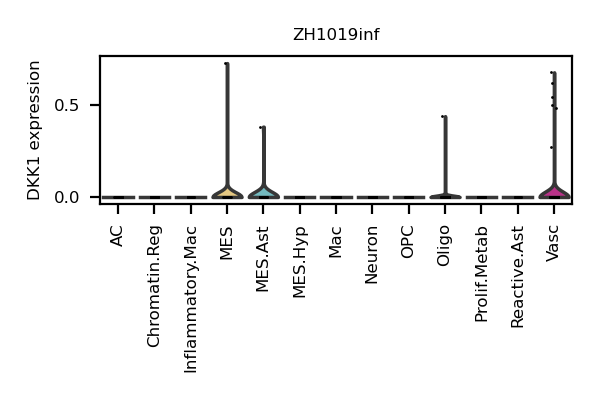 ZH1019inf
DKK1 expression
0.5
0.0
AC
Chromatin.Reg
Inflammatory.Mac
MES
MES.Ast
MES.Hyp
Mac
Neuron
OPC
Oligo
Prolif.Metab
Reactive.Ast
Vasc